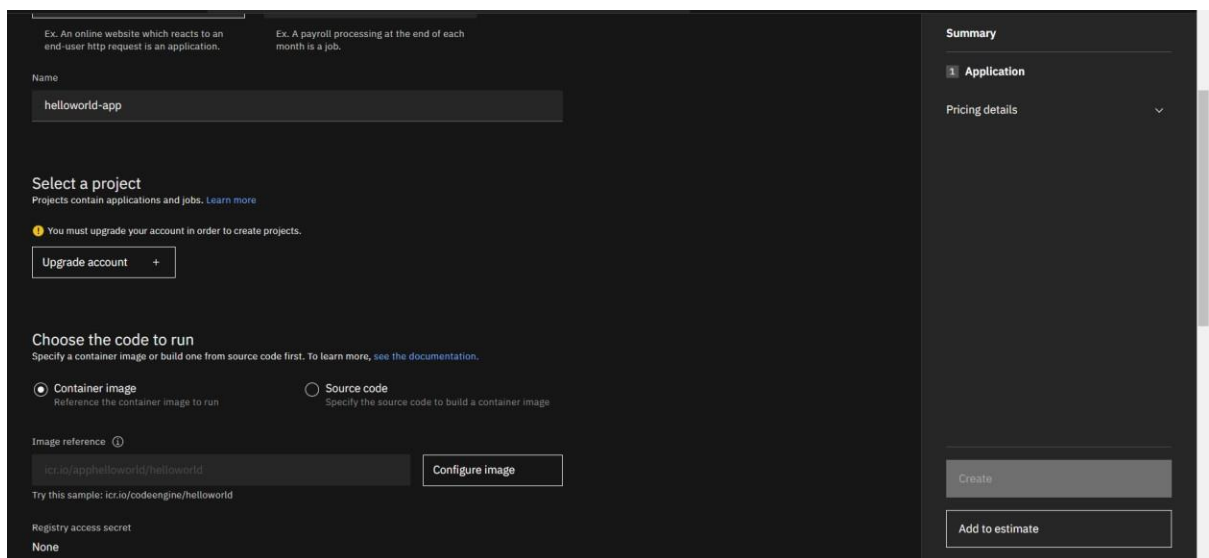 Ex. An online website which reacts to an
end-user http request is an application.
Ex. A payroll processing at the end of each
month is a job.
Name
helloworld-app
Select a project
Projects contain applications and jobs. Learn more
You must upgrade your account in order to create projects.
Upgrade account +
Choose the code to run
Specify a container image or build one from source code first. To learn more, see the documentation.
Container image
Reference the container image to run
Source code
Specify the source code to build a container image
Image reference
icr.io/apphelloworld/helloworld
Configure image
Try this sample: icr.io/codeengine/helloworld
Registry access secret
None
Summary
1 Application
Pricing details
Create
Add to estimate